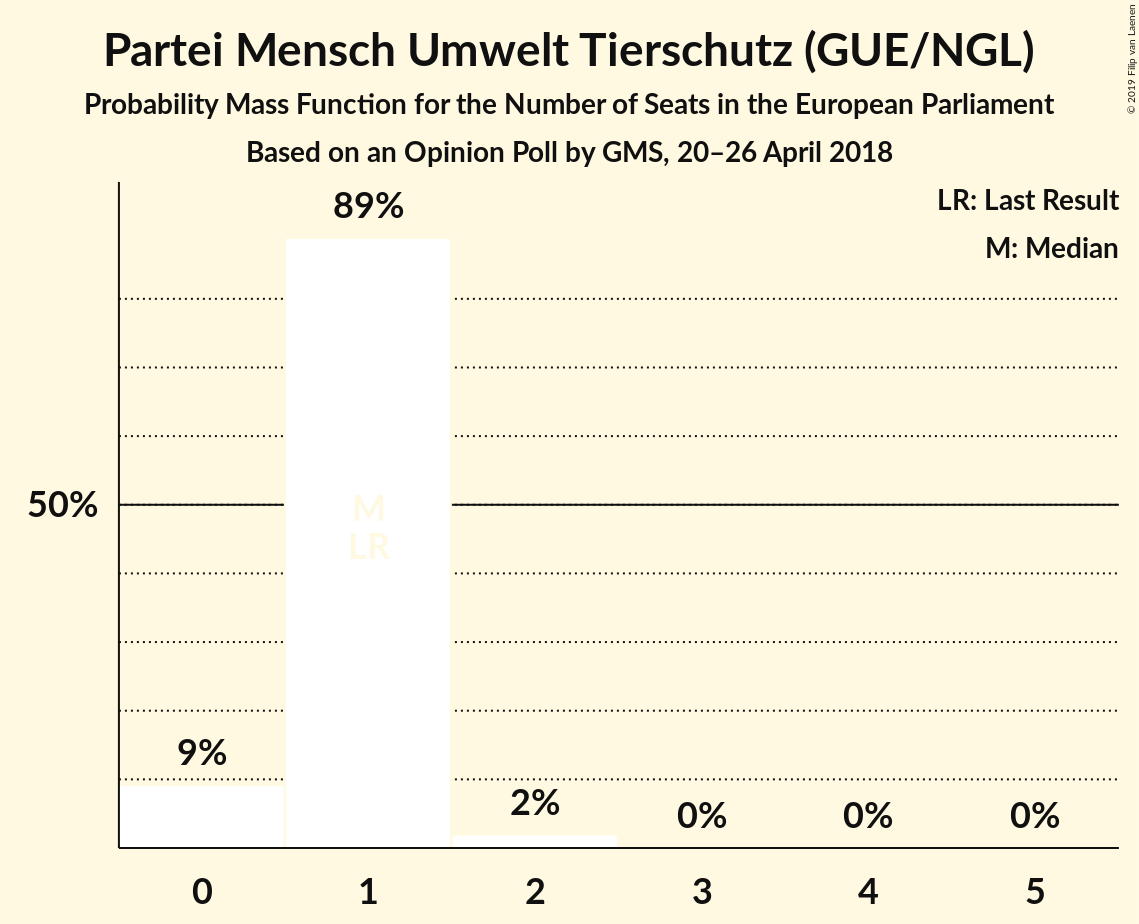 Partei Mensch Umwelt Tierschutz (GUE/NGL)
Probability Mass Function for the Number of Seats in the European Parliament
Based on an Opinion Poll by GMS, 20–26 April 2018
© 2019 Filip van Laenen
LR: Last Result
M: Median
89%
50%
M
LR
9%
2%
0%
0%
0%
0
1
2
3
4
5